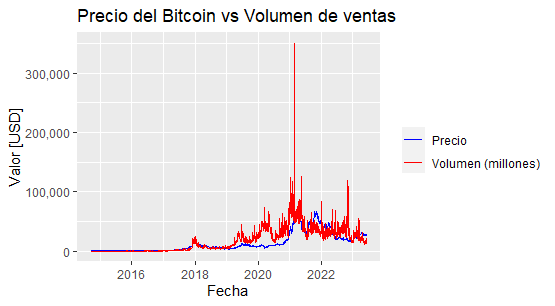 Precio del Bitcoin vs Volumen de ventas
Valor [USD]
300,000
200,000
100,000
0
2016
2018
2020
2022
Fecha
Precio
Volumen (millones)